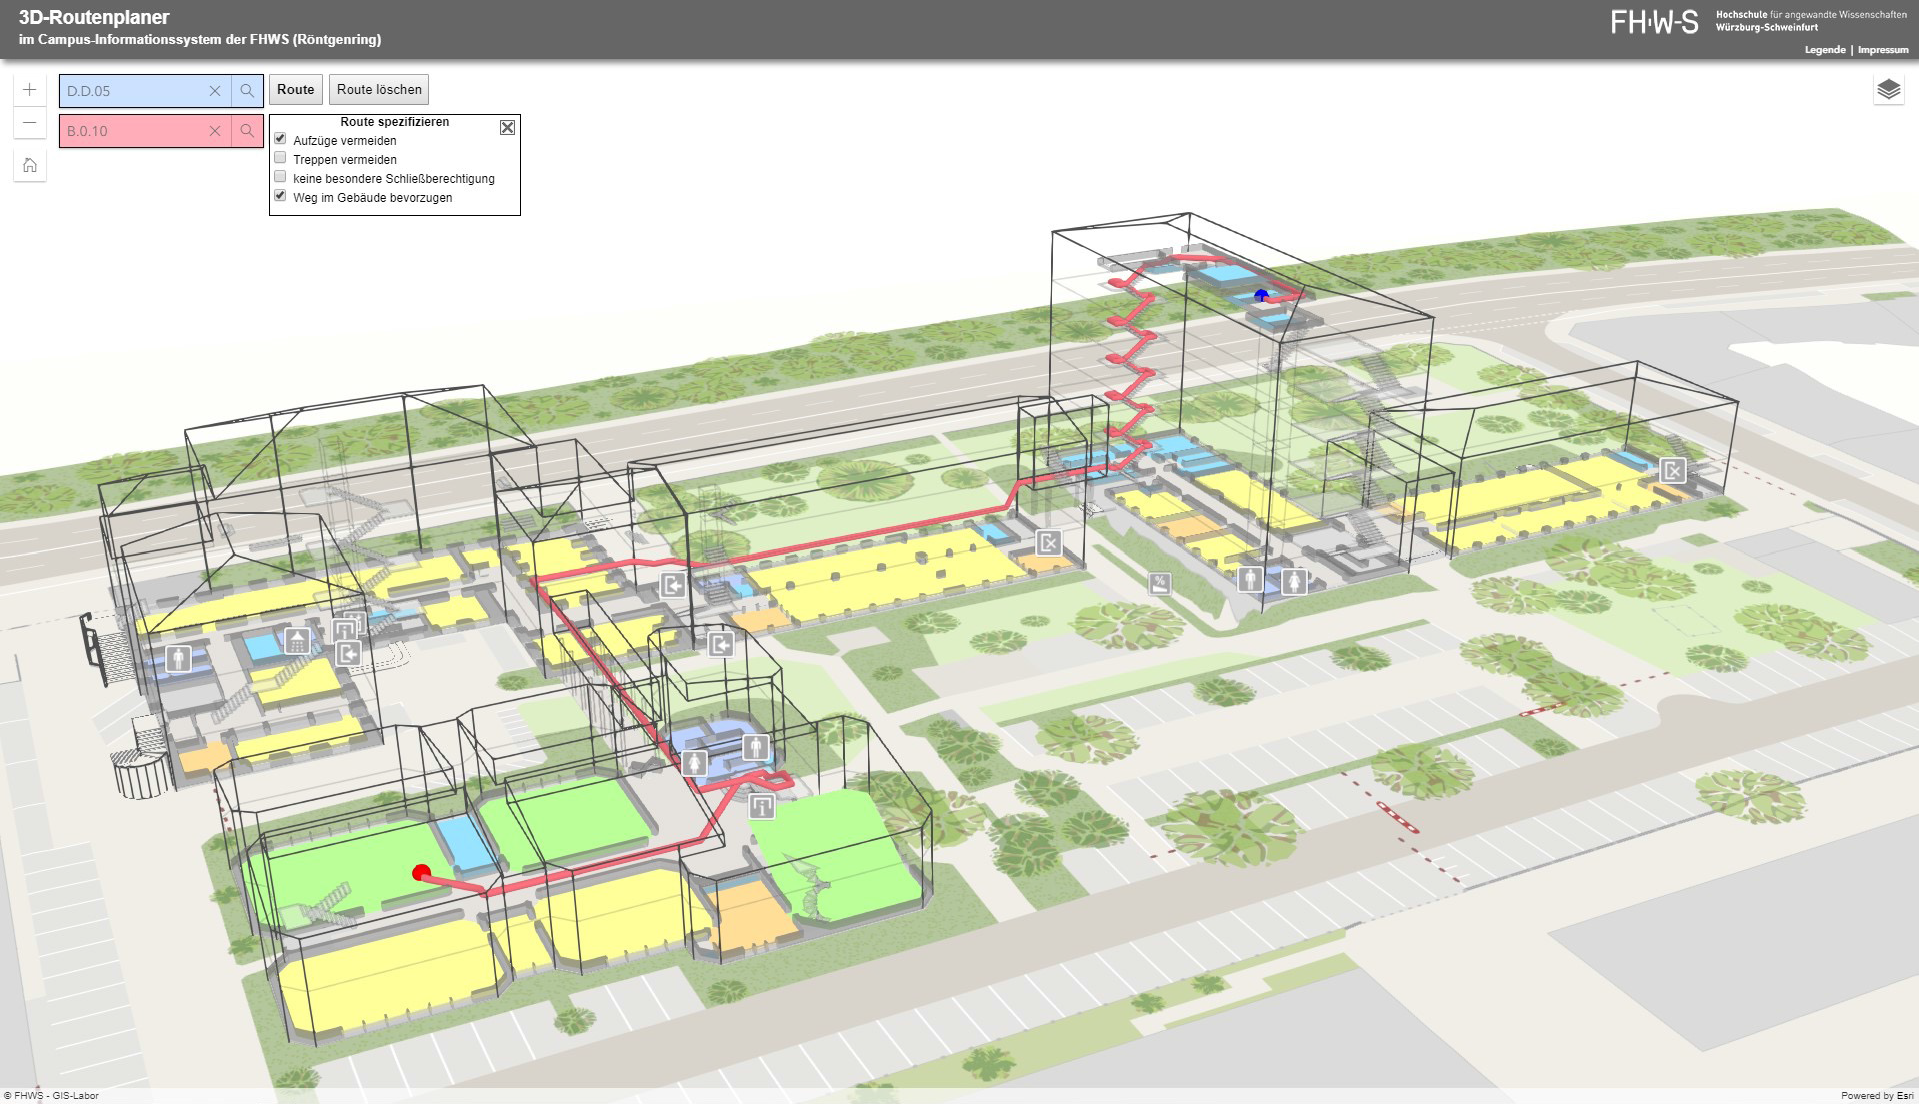 3D-Routenplaner
im Campus-Informationssystem der FHWS (Röntgenring)
FH·W-S
Hochschule für angewandte Wissenschaften
Würzburg-Schweinfurt
Legende | Impressum
D.D.05
Route
Route löschen
B.0.10
Route spezifizieren
Aufzüge vermeiden
Treppen vermeiden
keine besondere Schließberechtigung
Weg im Gebäude bevorzugen
%
© FHWS - GIS-Labor
Powered by Esri